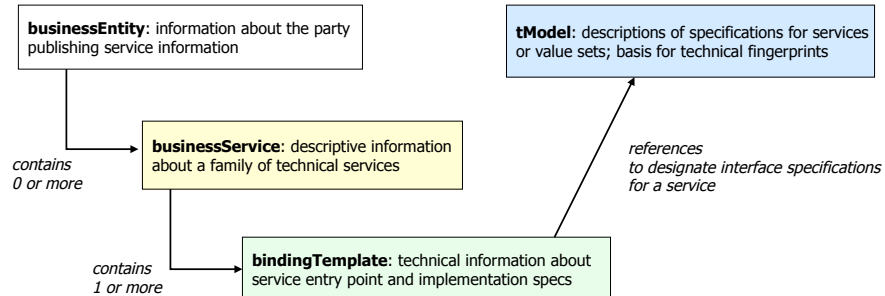 businessEntity: information about the party
publishing service information
tModel: descriptions of specifications for services
or value sets; basis for technical fingerprints
businessService: descriptive information
about a family of technical services
contains
0 or more
references
to designate interface specifications
for a service
bindingTemplate: technical information about
service entry point and implementation specs
contains
1 or more